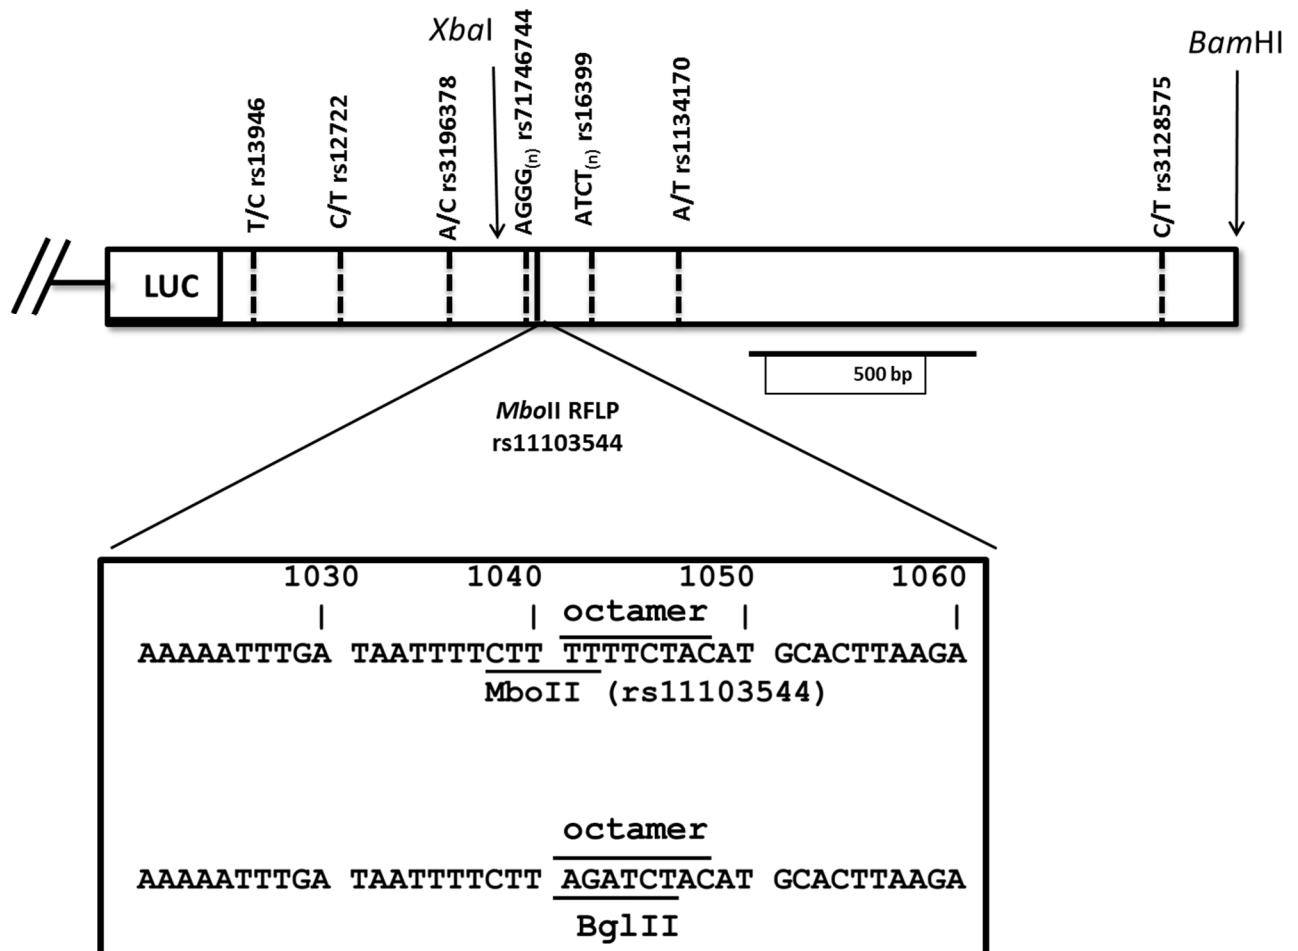 XbaI
BamHI
T/C rs13946
C/T rs12722
A/C rs3196378
AGGG(n) rs71746744
ATCT(n) rs16399
A/T rs1134170
C/T rs3128575
LUC
500 bp
MboII RFLP
rs11103544
1030 1040 1050 1060
octamer
AAAAATTTGA TAATTTTCTT TTTTCTACAT GCACTTAAGA
MboII (rs11103544)
octamer
AAAAATTTGA TAATTTTCTT AGATCTACAT GCACTTAAGA
BglII